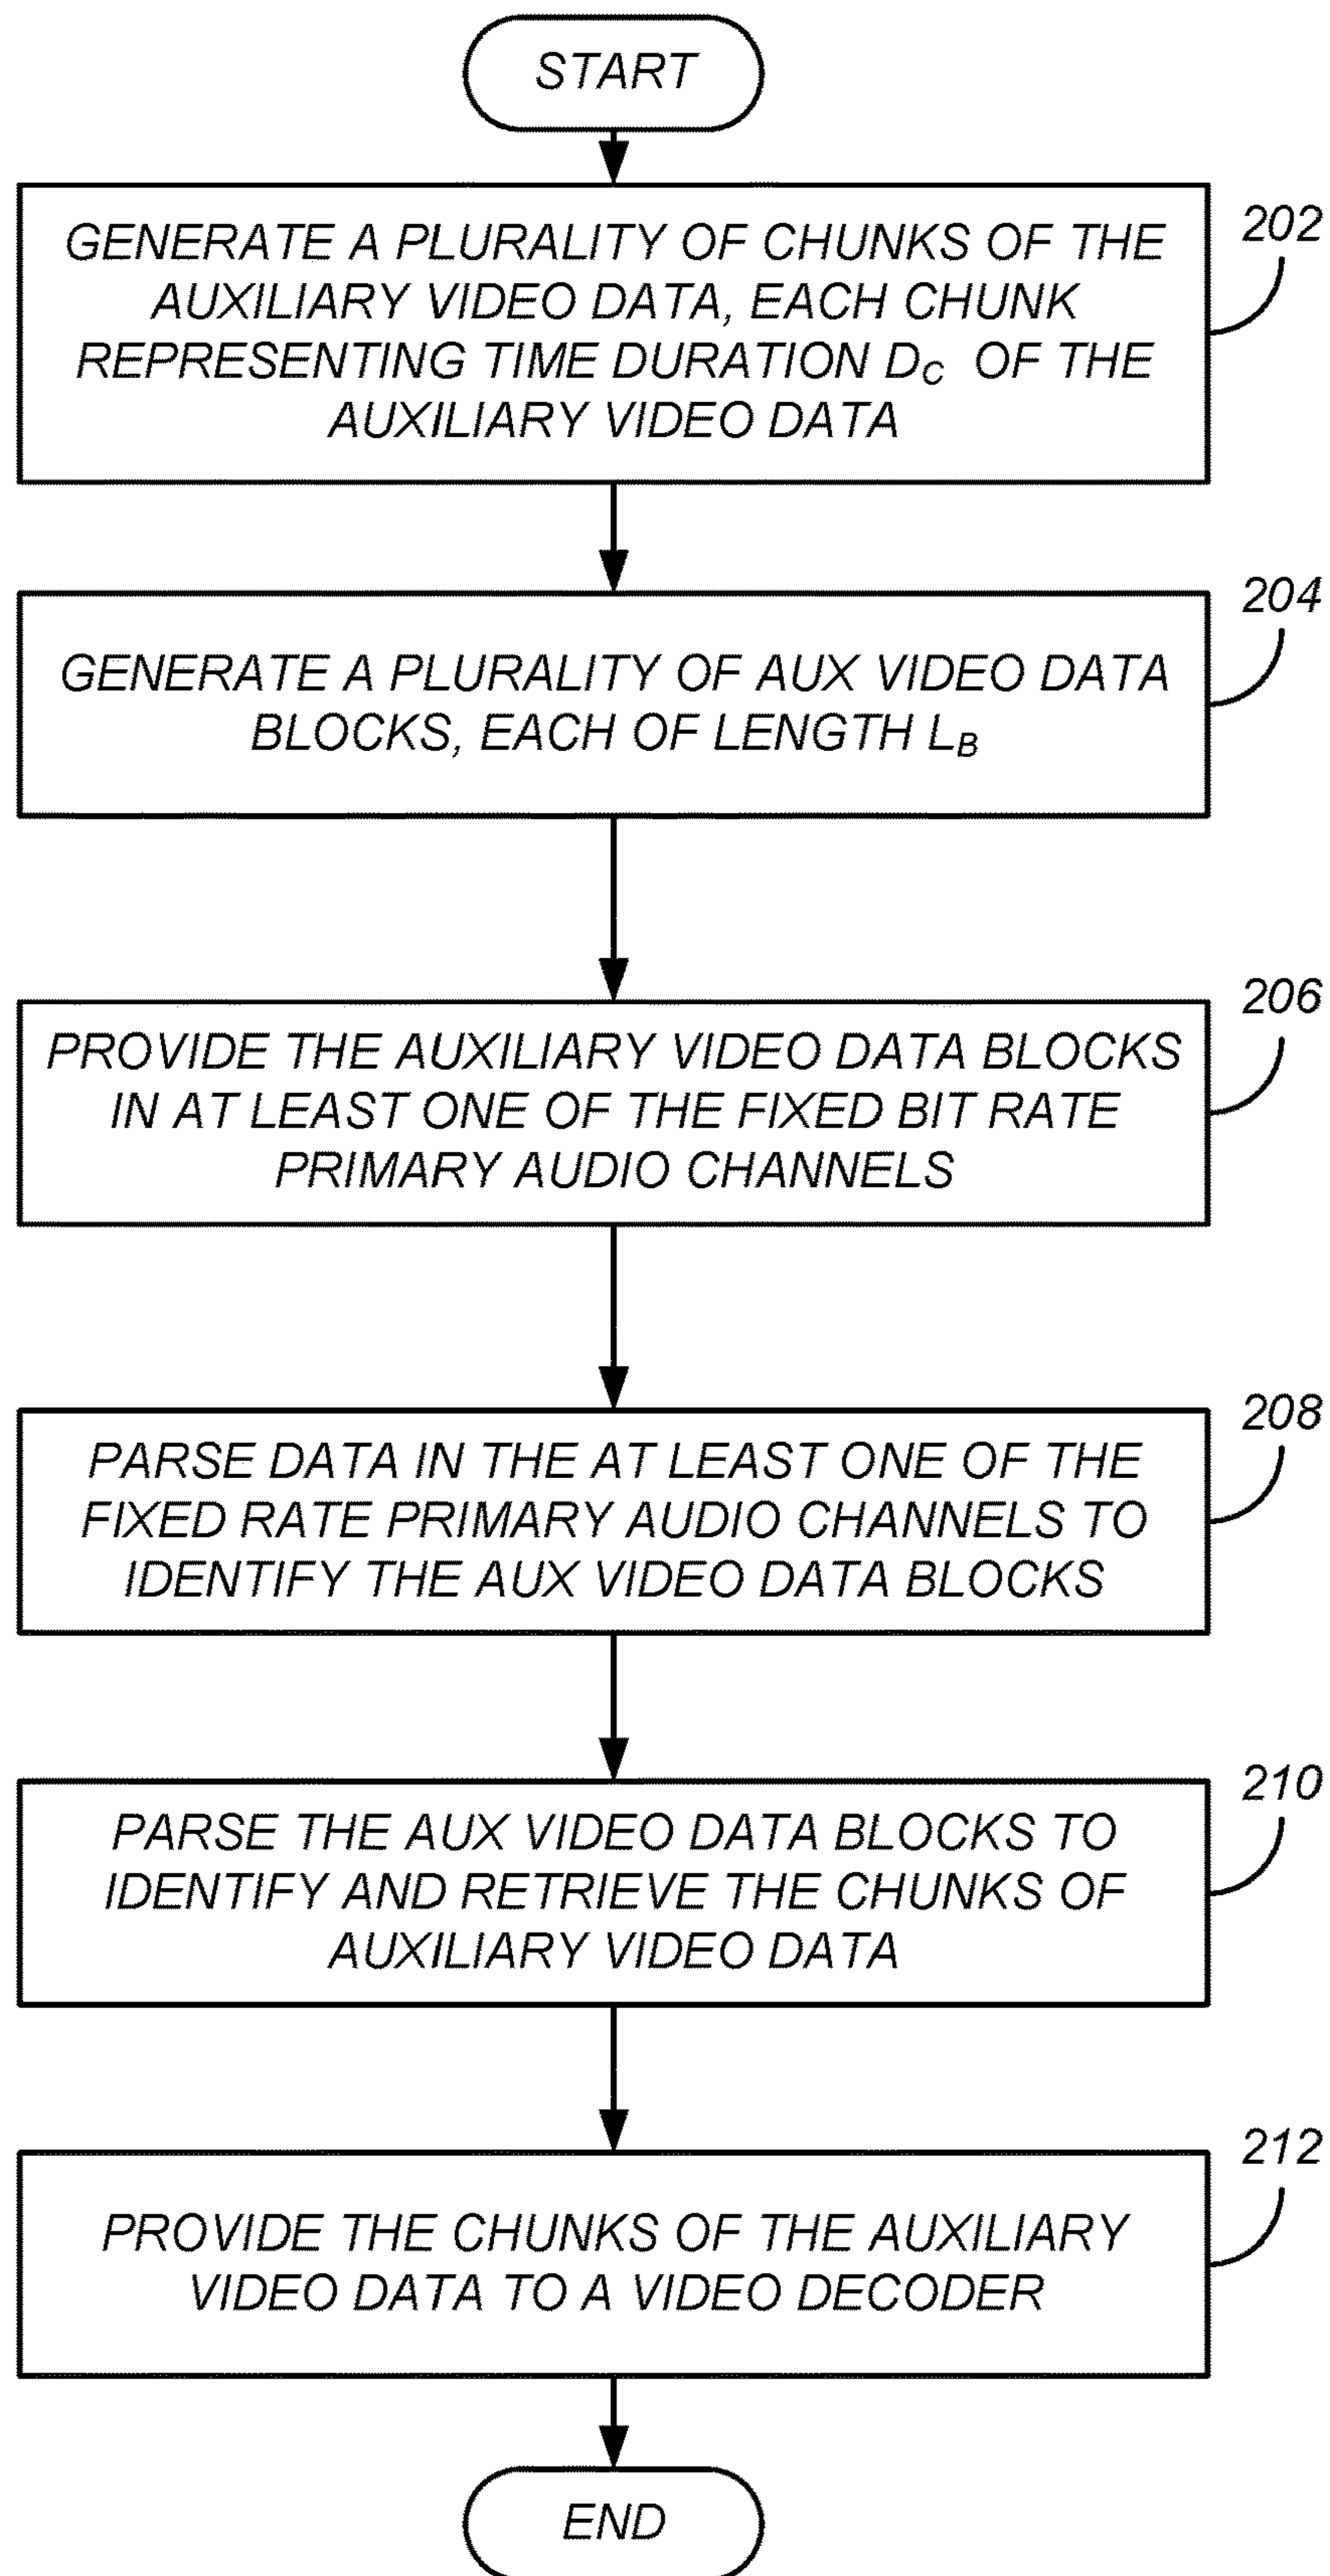 START
GENERATE A PLURALITY OF CHUNKS OF THE
AUXILIARY VIDEO DATA, EACH CHUNK
REPRESENTING TIME DURATION DC OF THE
AUXILIARY VIDEO DATA
202
GENERATE A PLURALITY OF AUX VIDEO DATA
BLOCKS, EACH OF LENGTH LB
204
PROVIDE THE AUXILIARY VIDEO DATA BLOCKS
IN AT LEAST ONE OF THE FIXED BIT RATE
PRIMARY AUDIO CHANNELS
206
PARSE DATA IN THE AT LEAST ONE OF THE
FIXED RATE PRIMARY AUDIO CHANNELS TO
IDENTIFY THE AUX VIDEO DATA BLOCKS
208
PARSE THE AUX VIDEO DATA BLOCKS TO
IDENTIFY AND RETRIEVE THE CHUNKS OF
AUXILIARY VIDEO DATA
210
PROVIDE THE CHUNKS OF THE AUXILIARY
VIDEO DATA TO A VIDEO DECODER
212
END